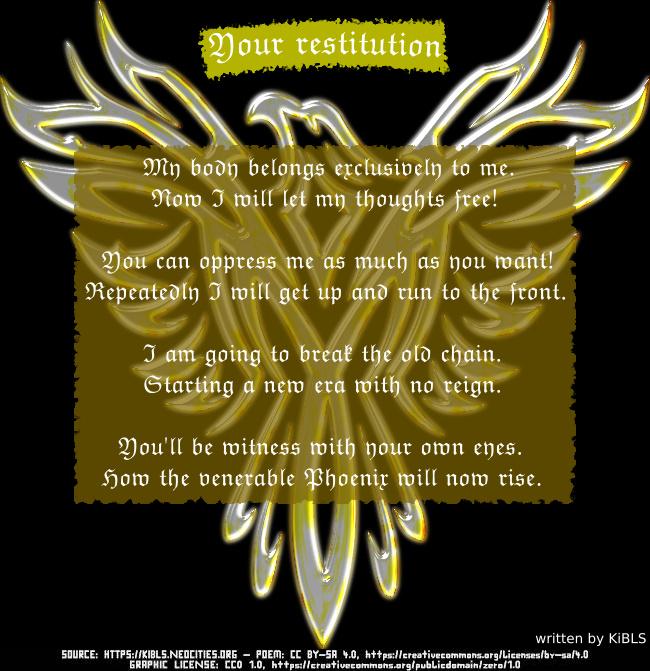 Your restitution
My body belongs exclusively to me.
Now I will let my thoughts free!
You can oppress me as much as you want!
Repeatedly I will get up and run to the front.
I am going to break the old chain.
Starting a new era with no reign.
You'll be witness with your own eyes.
How the venerable Phoenix will now rise.
written by KiBLS
SOURCE: HTTPS://KIBLS.NEOCITIES.ORG – POEM: CC BY-SA 4.0, https://creativecommons.org/licenses/by-sa/4.0
GRAPHIC LICENSE: CC0 1.0, https://creativecommons.org/publicdomain/zero/1.0